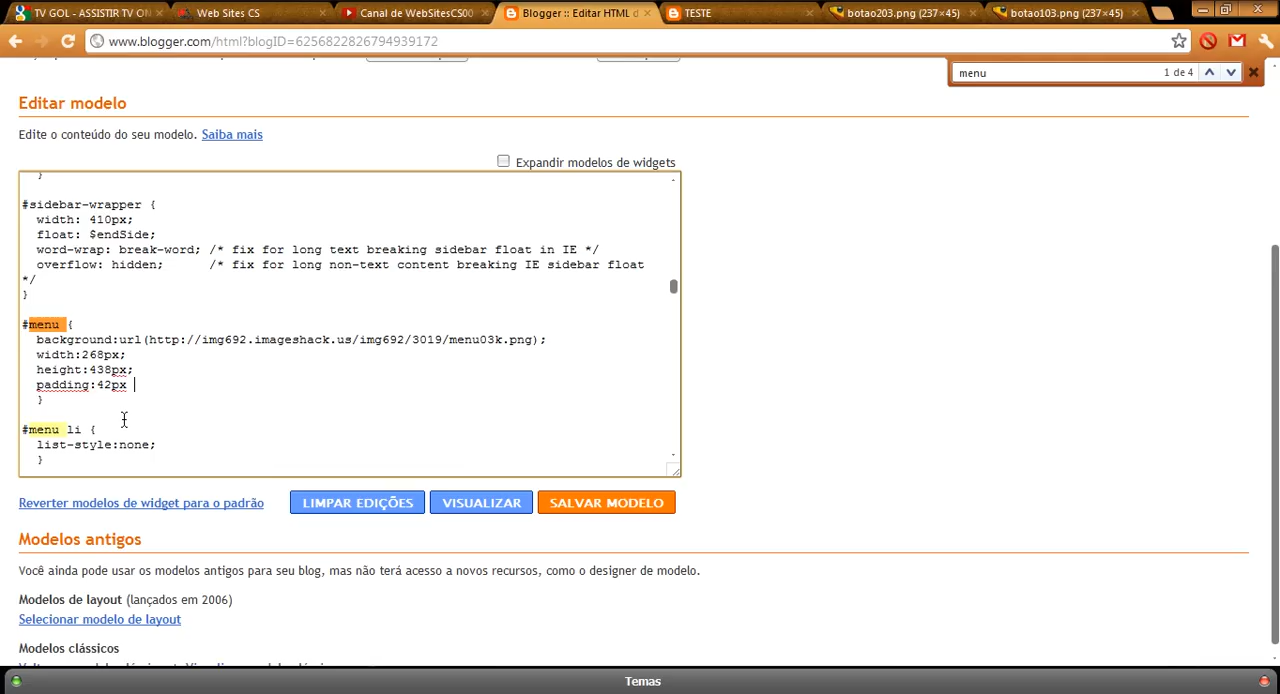 TV GOL - ASSISTIR TV ON
Web Sites CS
Canal de WebSitesCS00
Blogger :: Editar HTML d
TESTE
botao203.png (237×45)
botao103.png (237×45)
www.blogger.com/html?blogID=6256822826794939172
menu
1 de 4
Editar modelo
Edite o conteúdo do seu modelo. Saiba mais
Expandir modelos de widgets
}
#sidebar-wrapper {
width: 410px;
float: $endSide;
word-wrap: break-word; /* fix for long text breaking sidebar float in IE */
overflow: hidden; /* fix for long non-text content breaking IE sidebar float
*/
}
#menu {
background:url(http://img692.imageshack.us/img692/3019/menu03k.png);
width:268px;
height:438px;
padding:42px
}
#menu li {
list-style:none;
}
Reverter modelos de widget para o padrão
LIMPAR EDIÇÕES
VISUALIZAR
SALVAR MODELO
Modelos antigos
Você ainda pode usar os modelos antigos para seu blog, mas não terá acesso a novos recursos, como o designer de modelo.
Modelos de layout (lançados em 2006)
Selecionar modelo de layout
Modelos clássicos
Temas